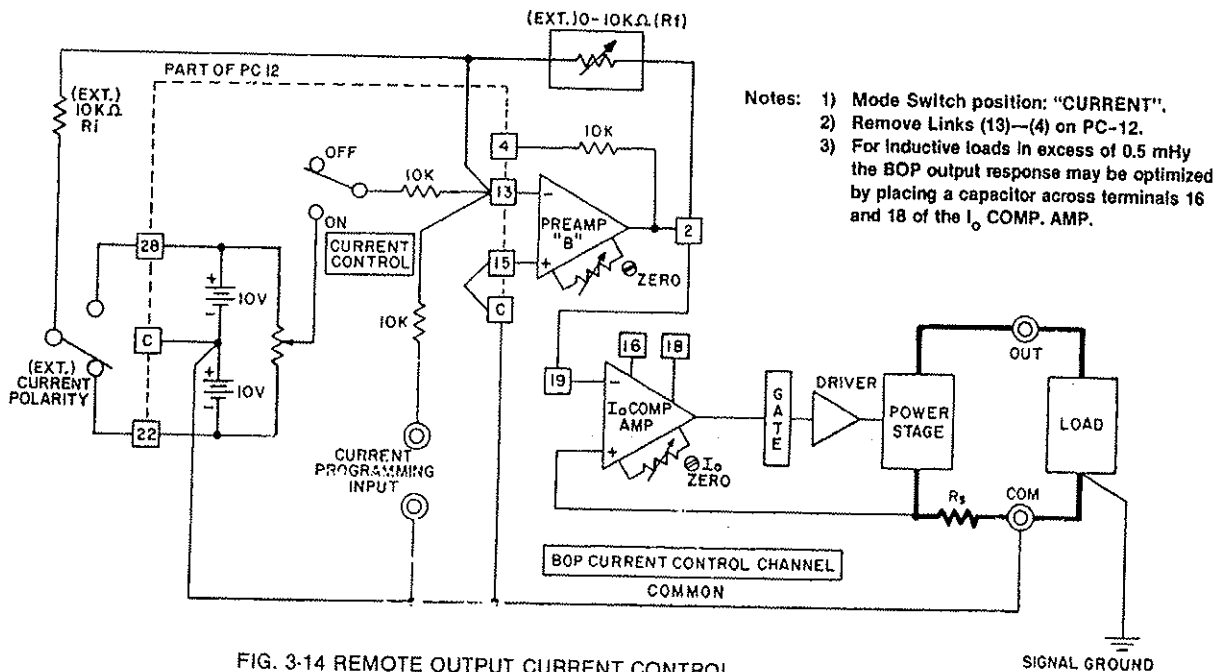 (EXT.) 0-10KΩ (Rf)
PART OF PC 12
(EXT.)
10KΩ
Ri
Notes: 1) Mode Switch position: "CURRENT".
2) Remove Links (13)—(4) on PC-12.
3) For Inductive loads in excess of 0.5 mHy
the BOP output response may be optimized
by placing a capacitor across terminals 16
and 18 of the Io COMP. AMP.
4
10K
OFF
10K
13
−
PREAMP
"B"
2
ON
CURRENT
CONTROL
15
+
ZERO
C
28
+
10V
-
C
10K
+
10V
-
(EXT.)
CURRENT
POLARITY
22
16
18
19
−
Io COMP
AMP
+
Io
ZERO
GATE
DRIVER
POWER
STAGE
OUT
LOAD
CURRENT
PROGRAMMING
INPUT
Rs
COM
BOP CURRENT CONTROL CHANNEL
COMMON
FIG. 3-14 REMOTE OUTPUT CURRENT CONTROL
SIGNAL GROUND